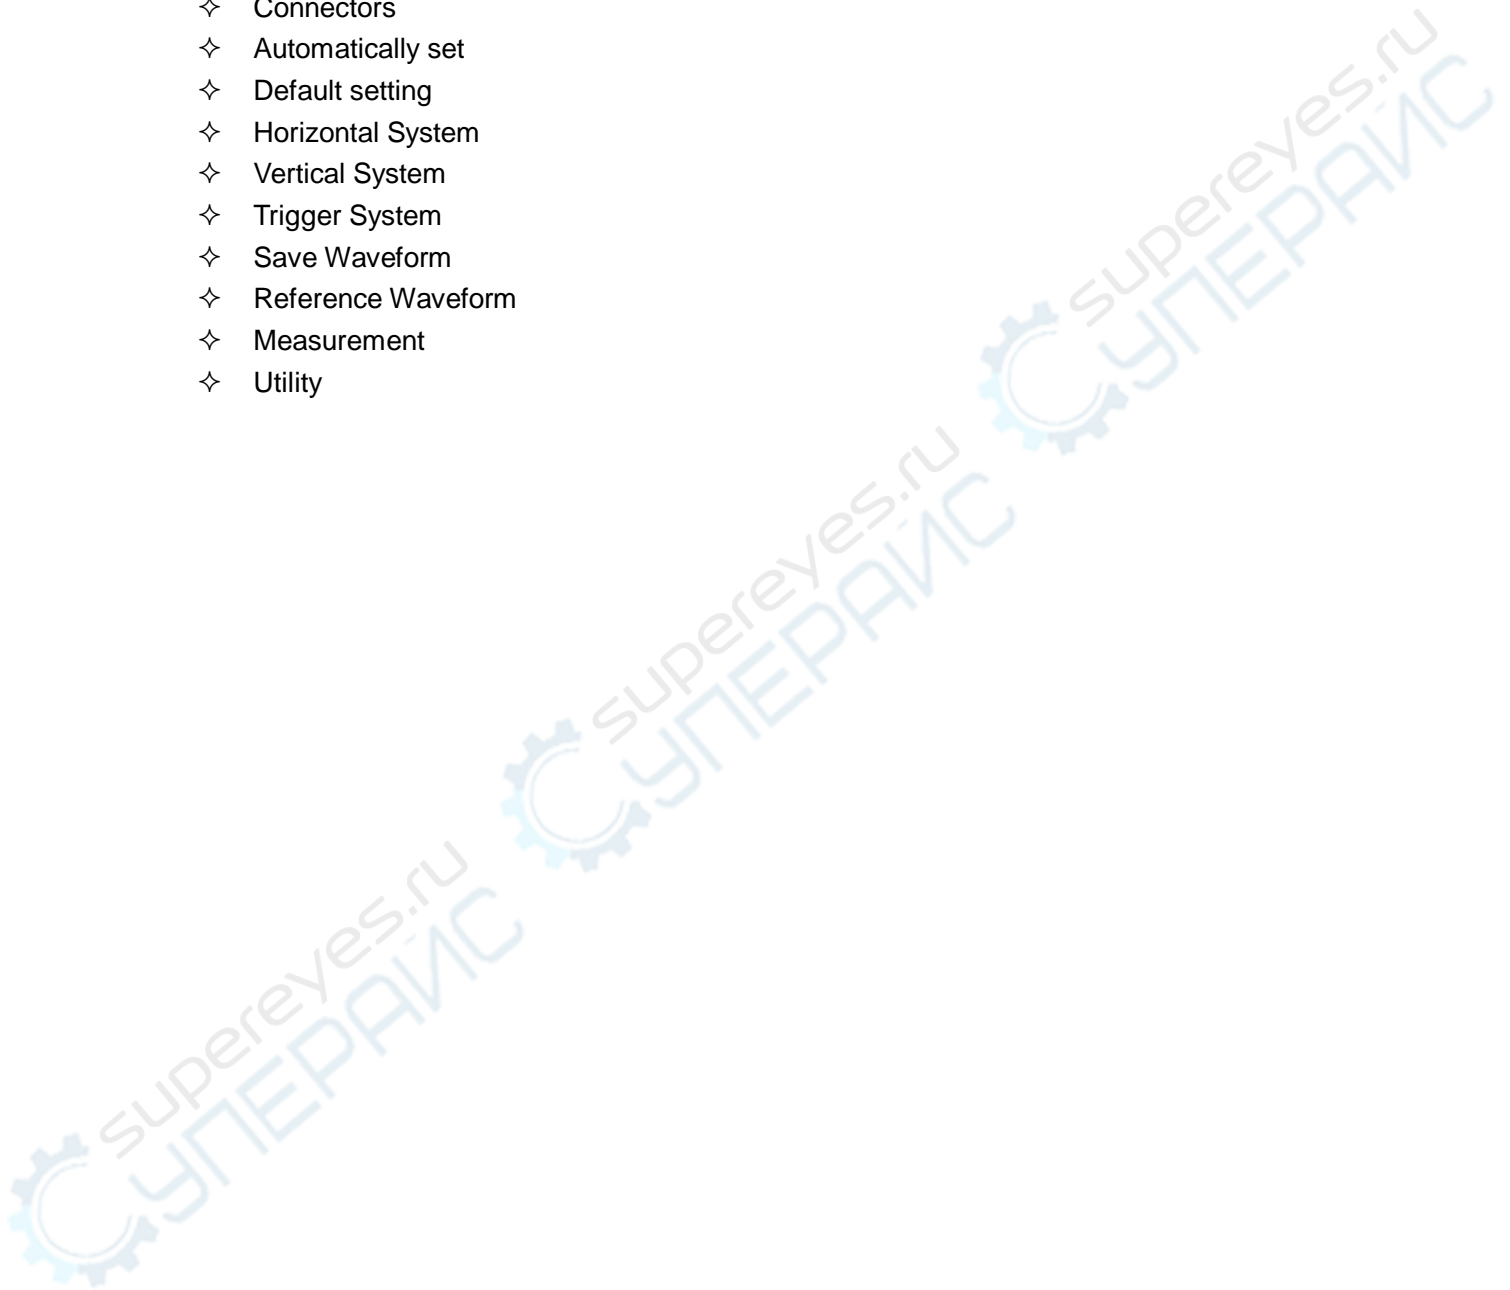 ✧ Connectors
✧ Automatically set
✧ Default setting
✧ Horizontal System
✧ Vertical System
✧ Trigger System
✧ Save Waveform
✧ Reference Waveform
✧ Measurement
✧ Utility
supereyes.ru
СУПЕРАЙС
supereyes.ru
СУПЕРАЙС
supereyes.ru
СУПЕРАЙС